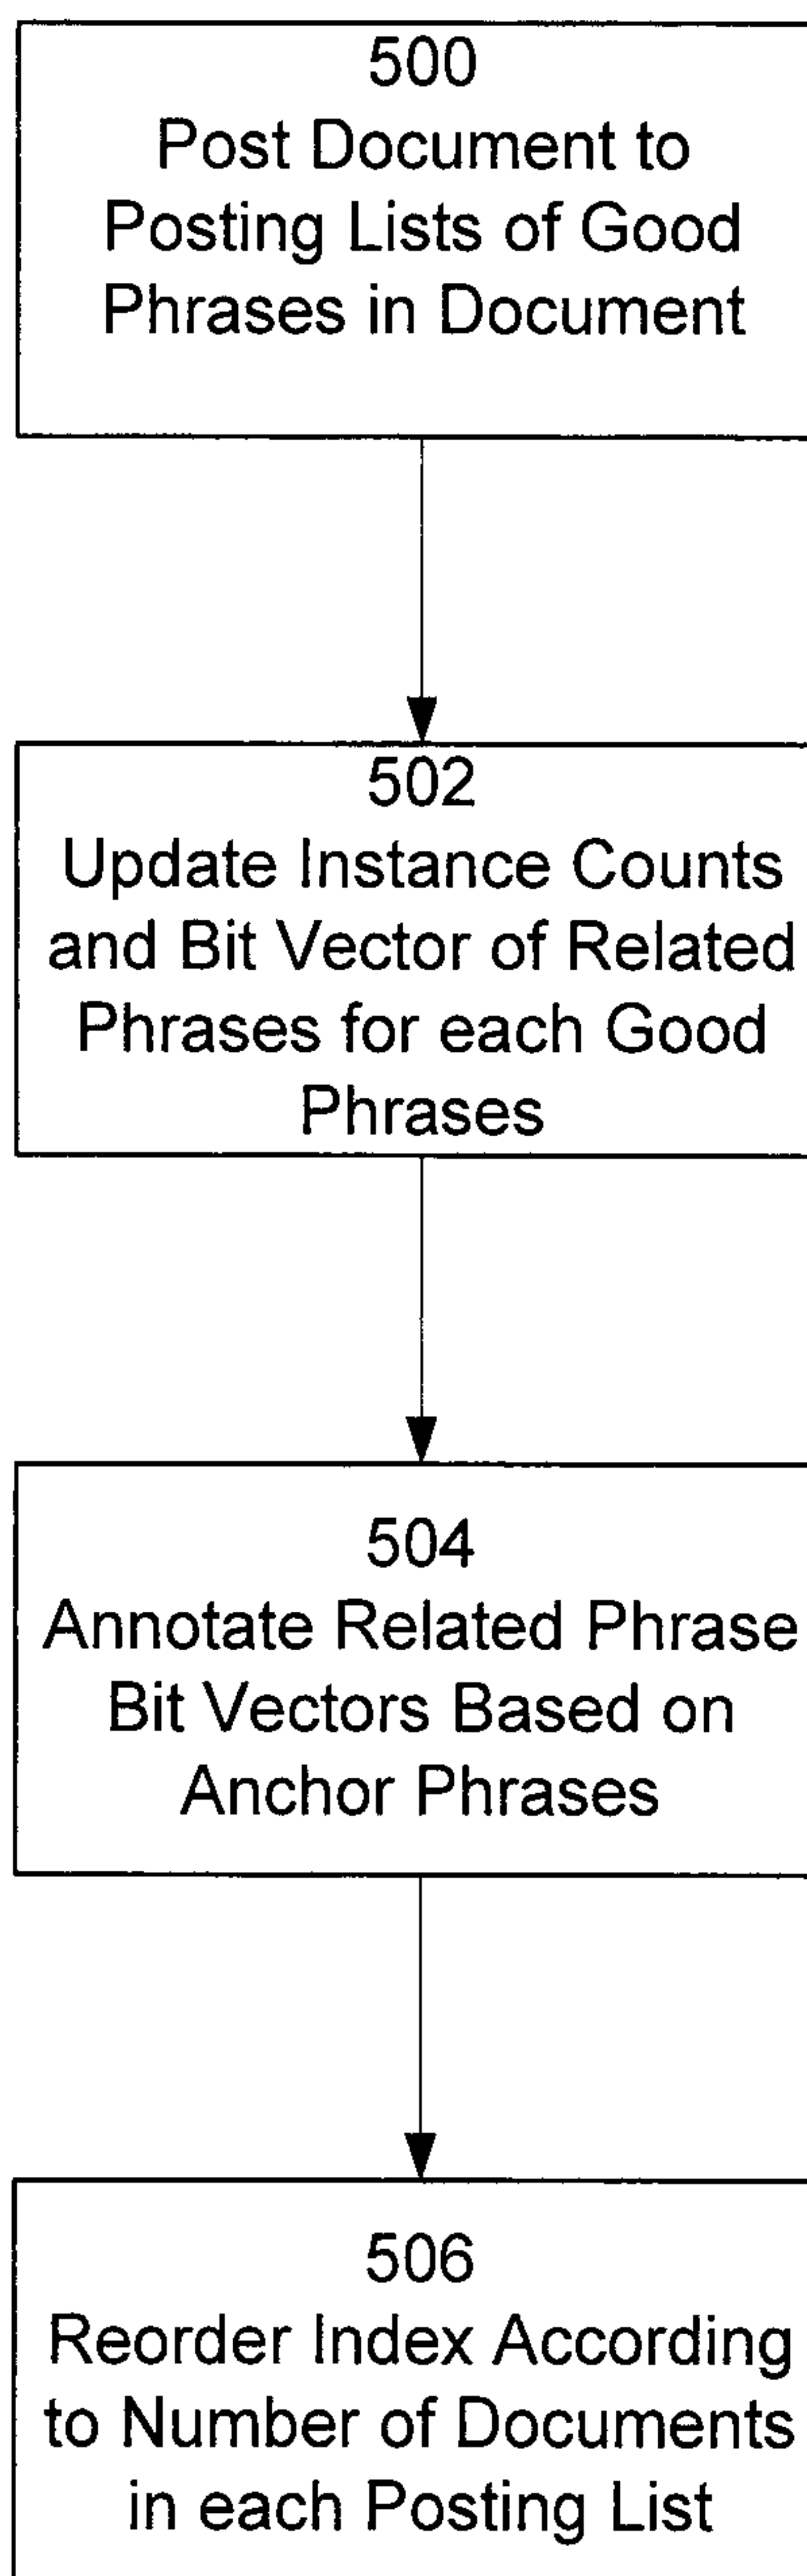 500
Post Document to
Posting Lists of Good
Phrases in Document
502
Update Instance Counts
and Bit Vector of Related
Phrases for each Good
Phrases
504
Annotate Related Phrase
Bit Vectors Based on
Anchor Phrases
506
Reorder Index According
to Number of Documents
in each Posting List